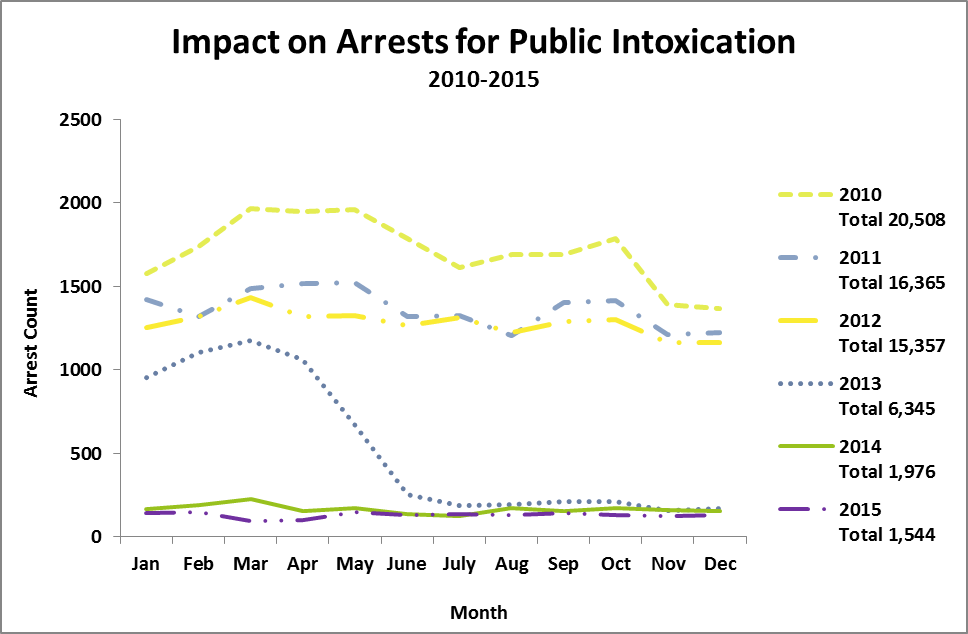 Impact on Arrests for Public Intoxication
2010-2015
Arrest Count
2500
2000
1500
1000
500
0
Jan Feb Mar Apr May June July Aug Sep Oct Nov Dec
Month
2010
Total 20,508
2011
Total 16,365
2012
Total 15,357
2013
Total 6,345
2014
Total 1,976
2015
Total 1,544